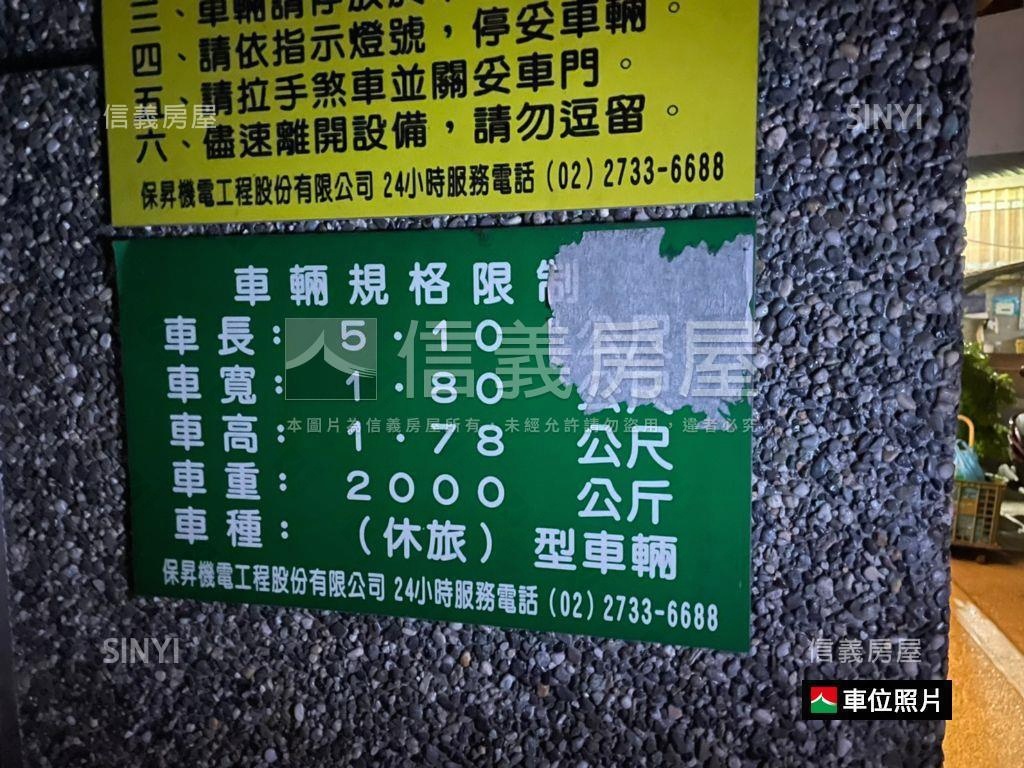 三、車輛請停放於
四、請依指示燈號，停妥車輛。
五、請拉手煞車並關妥車門。
六、儘速離開設備，請勿逗留。
保昇機電工程股份有限公司 24小時服務電話（02）2733-6688
車輛規格限制
車長：5·10
車寬：1·80
車高：1·78 公尺
車重：2000 公斤
車種：（休旅）型車輛
保昇機電工程股份有限公司 24小時服務電話（02）2733-6688
信義房屋
SINYI
信義房屋
本圖片為信義房屋所有，未經允許請勿盜用，違者必究
SINYI
信義房屋
車位照片